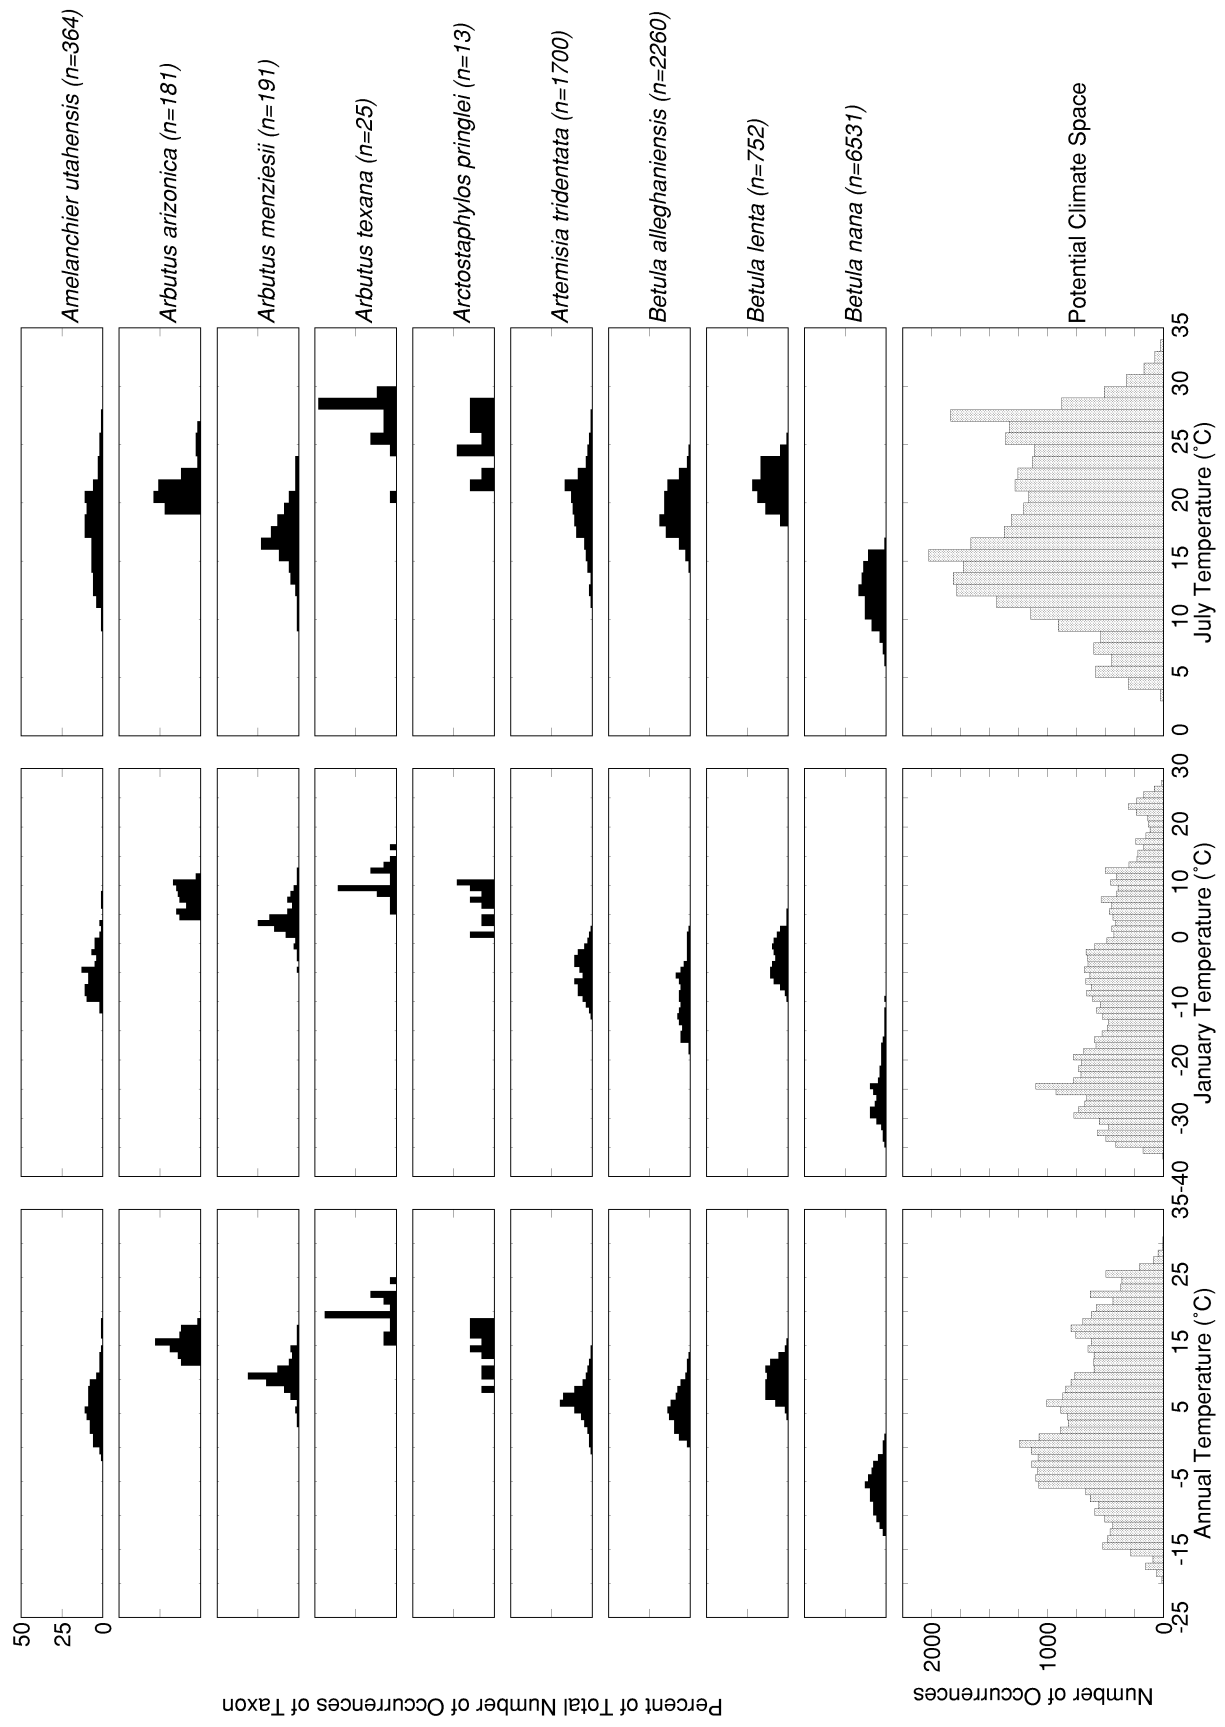 Amelanchier utahensis (n=364)
Arbutus arizonica (n=181)
Arbutus menziesii (n=191)
Arbutus texana (n=25)
Arctostaphylos pringlei (n=13)
Artemisia tridentata (n=1700)
Betula alleghaniensis (n=2260)
Betula lenta (n=752)
Betula nana (n=6531)
Potential Climate Space
50
25
0
Percent of Total Number of Occurrences of Taxon
2000
1000
0
Number of Occurrences
-25 -15 -5 5 15 25 35
Annual Temperature (˚C)
-40 -30 -20 -10 0 10 20 30
January Temperature (˚C)
0 5 10 15 20 25 30 35
July Temperature (˚C)